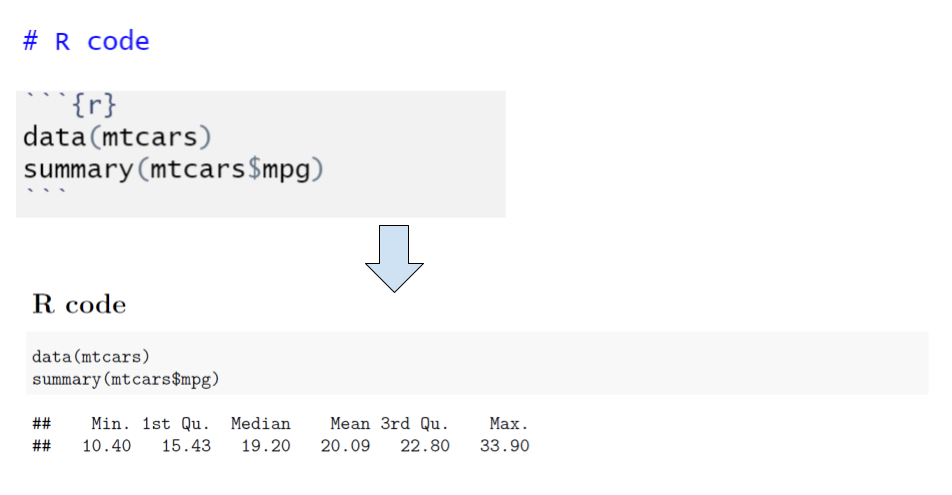 # R code
```{r}
data(mtcars)
summary(mtcars$mpg)
```
R code
data(mtcars)
summary(mtcars$mpg)
##    Min. 1st Qu.  Median    Mean 3rd Qu.    Max.
##   10.40   15.43   19.20   20.09   22.80   33.90